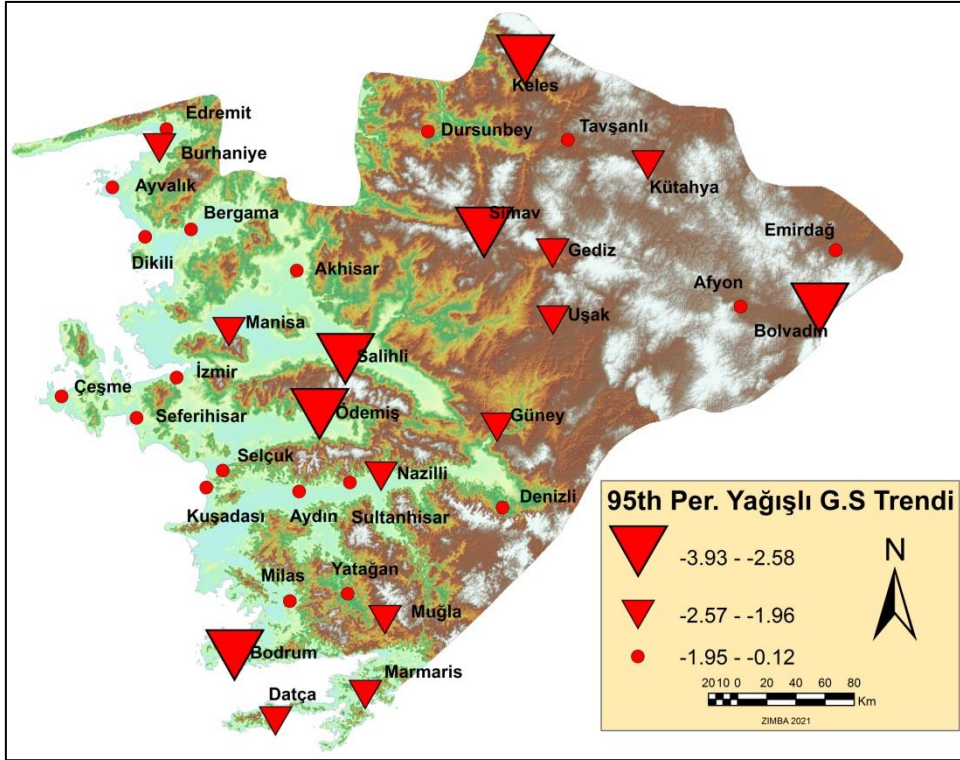 Keles
Edremit
Dursunbey
Tavşanlı
Burhaniye
Kütahya
Ayvalık
Bergama
Simav
Emirdağ
Dikili
Gediz
Akhisar
Afyon
Manisa
Uşak
Bolvadin
Salihli
İzmir
Çeşme
Seferihisar
Ödemiş
Güney
Selçuk
Nazilli
Kuşadası
Aydın
Sultanhisar
Denizli
Milas
Yatağan
Muğla
Bodrum
Marmaris
Datça
95th Per. Yağışlı G.S Trendi
-3.93 - -2.58
N
-2.57 - -1.96
-1.95 - -0.12
20 10 0 20 40 60 80
Km
ZIMBA 2021